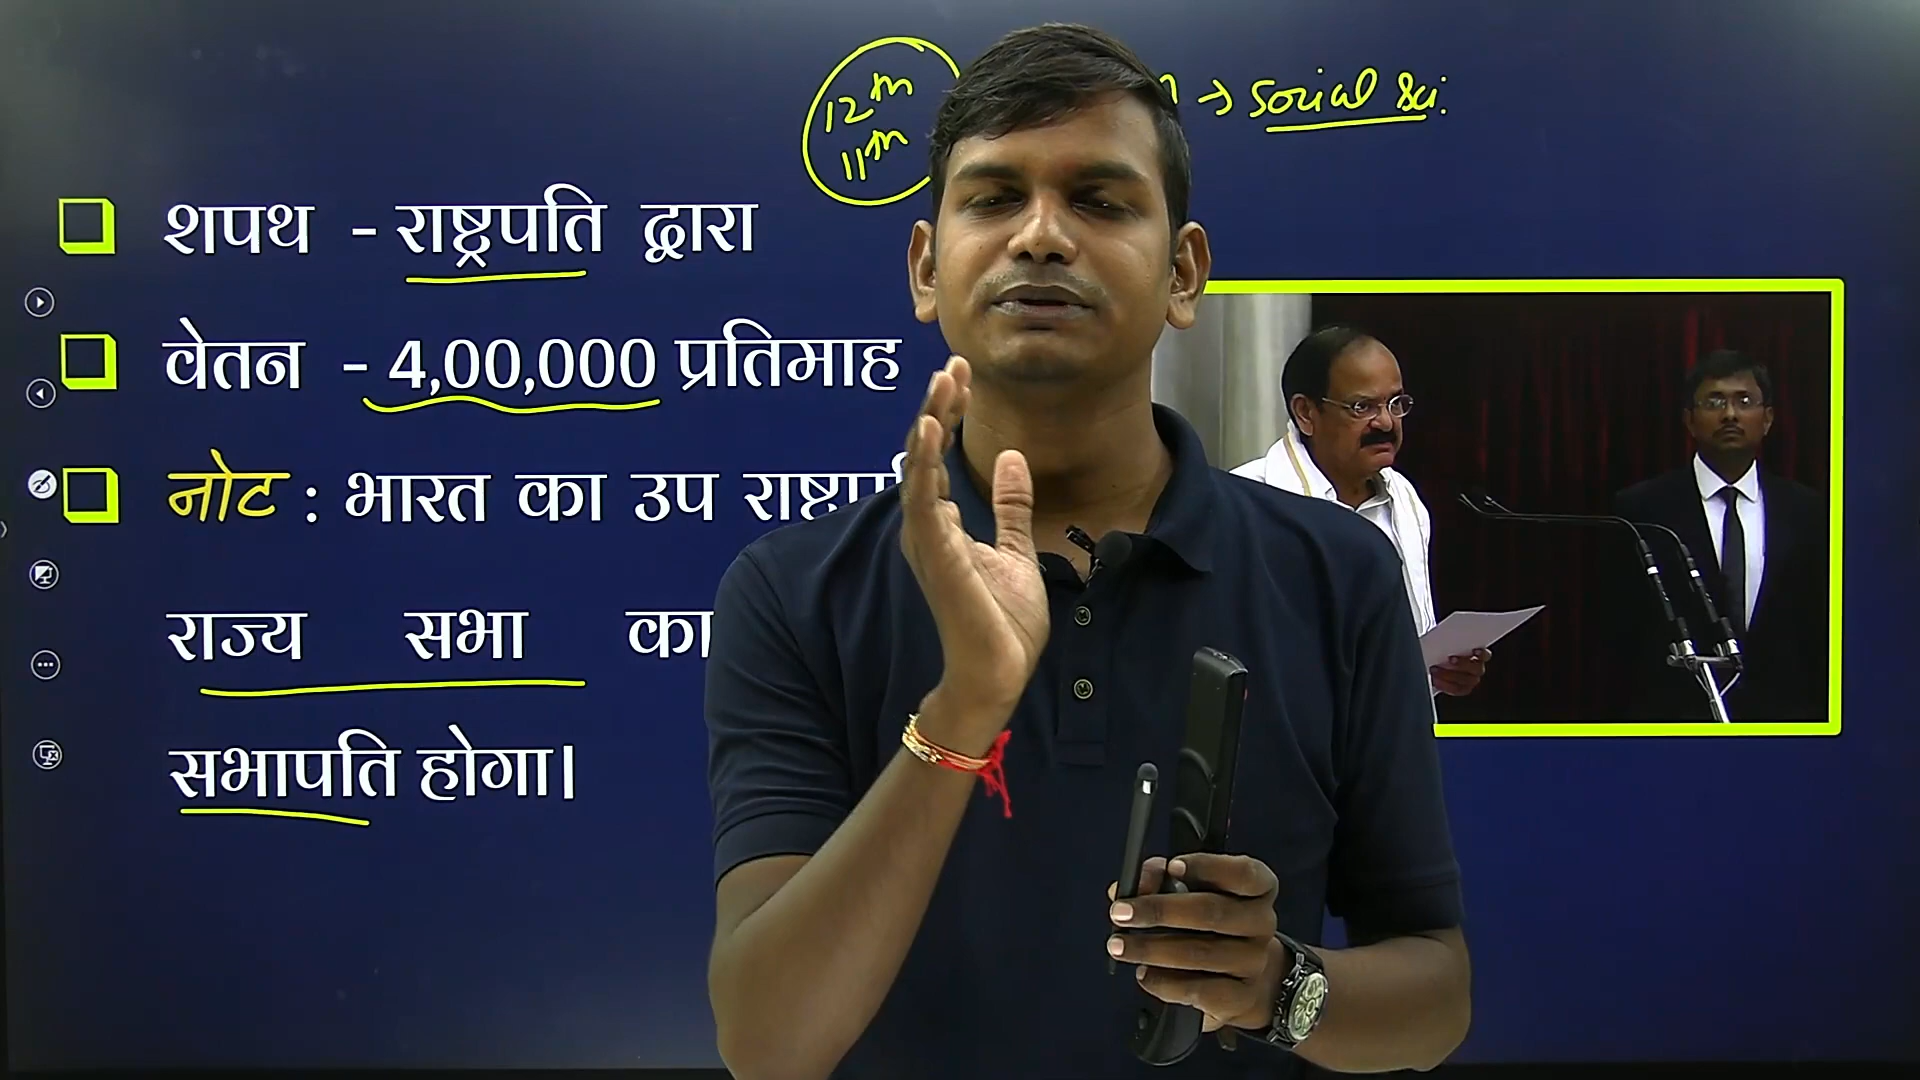 12th
11th
→ Social Sci.
शपथ - राष्ट्रपति द्वारा
वेतन - 4,00,000 प्रतिमाह
नोट : भारत का उप
राज्य सभा का
सभापति होगा।